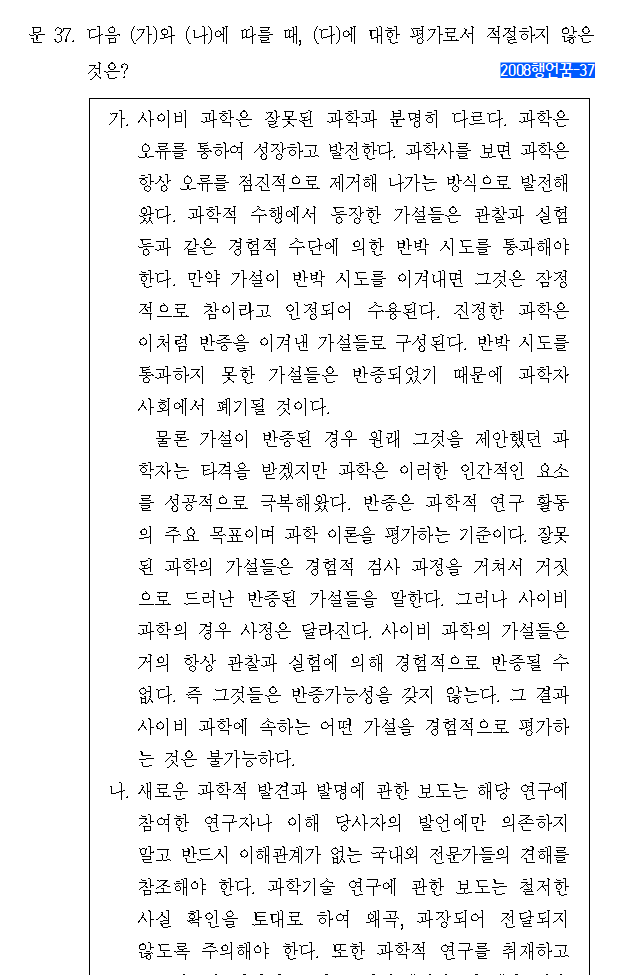 문 37. 다음 (가)와 (나)에 따를 때, (다)에 대한 평가로서 적절하지 않은
것은?
2008행언꿈-37
가. 사이비 과학은 잘못된 과학과 분명히 다르다. 과학은
오류를 통하여 성장하고 발전한다. 과학사를 보면 과학은
항상 오류를 점진적으로 제거해 나가는 방식으로 발전해
왔다. 과학적 수행에서 등장한 가설들은 관찰과 실험
등과 같은 경험적 수단에 의한 반박 시도를 통과해야
한다. 만약 가설이 반박 시도를 이겨내면 그것은 잠정
적으로 참이라고 인정되어 수용된다. 진정한 과학은
이처럼 반증을 이겨낸 가설들로 구성된다. 반박 시도를
통과하지 못한 가설들은 반증되었기 때문에 과학자
사회에서 폐기될 것이다.
물론 가설이 반증된 경우 원래 그것을 제안했던 과
학자는 타격을 받겠지만 과학은 이러한 인간적인 요소
를 성공적으로 극복해왔다. 반증은 과학적 연구 활동
의 주요 목표이며 과학 이론을 평가하는 기준이다. 잘못
된 과학의 가설들은 경험적 검사 과정을 거쳐서 거짓
으로 드러난 반증된 가설들을 말한다. 그러나 사이비
과학의 경우 사정은 달라진다. 사이비 과학의 가설들은
거의 항상 관찰과 실험에 의해 경험적으로 반증될 수
없다. 즉 그것들은 반증가능성을 갖지 않는다. 그 결과
사이비 과학에 속하는 어떤 가설을 경험적으로 평가하
는 것은 불가능하다.
나. 새로운 과학적 발견과 발명에 관한 보도는 해당 연구에
참여한 연구자나 이해 당사자의 발언에만 의존하지
말고 반드시 이해관계가 없는 국내외 전문가들의 견해를
참조해야 한다. 과학기술 연구에 관한 보도는 철저한
사실 확인을 토대로 하여 왜곡, 과장되어 전달되지
않도록 주의해야 한다. 또한 과학적 연구를 취재하고